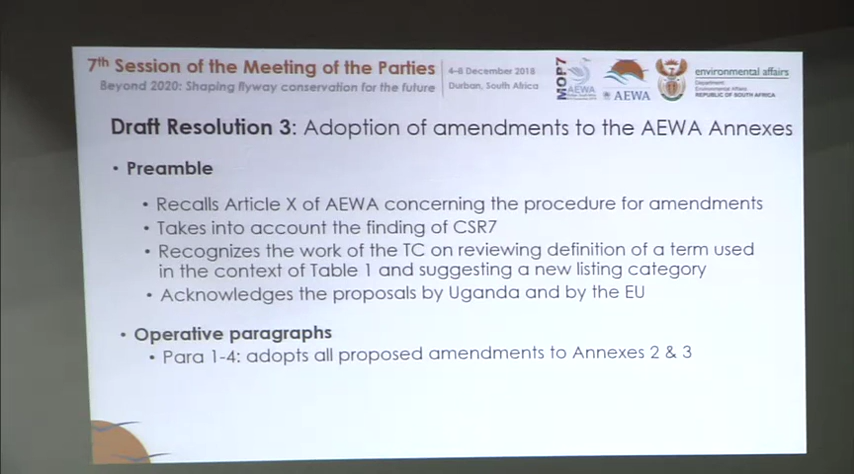 7th Session of the Meeting of the Parties
Beyond 2020: Shaping flyway conservation for the future
4-8 December 2018
Durban, South Africa
MOP7
AEWA
AEWA
environmental affairs
Department:
Environmental Affairs
REPUBLIC OF SOUTH AFRICA
Draft Resolution 3: Adoption of amendments to the AEWA Annexes
• Preamble
• Recalls Article X of AEWA concerning the procedure for amendments
• Takes into account the finding of CSR7
• Recognizes the work of the TC on reviewing definition of a term used
in the context of Table 1 and suggesting a new listing category
• Acknowledges the proposals by Uganda and by the EU
• Operative paragraphs
• Para 1-4: adopts all proposed amendments to Annexes 2 & 3